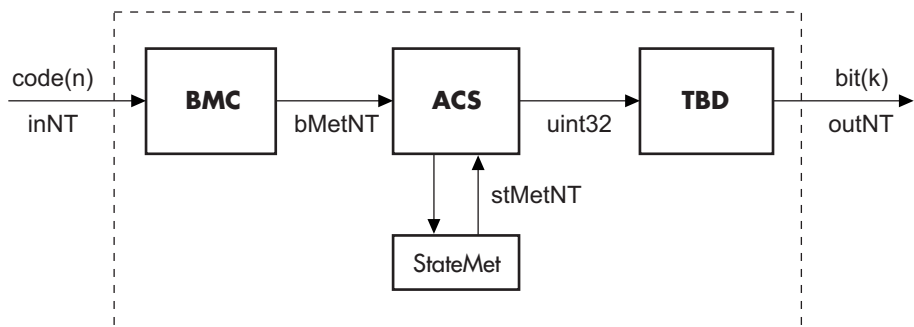 code(n)
inNT
BMC
bMetNT
ACS
uint32
TBD
bit(k)
outNT
stMetNT
StateMet